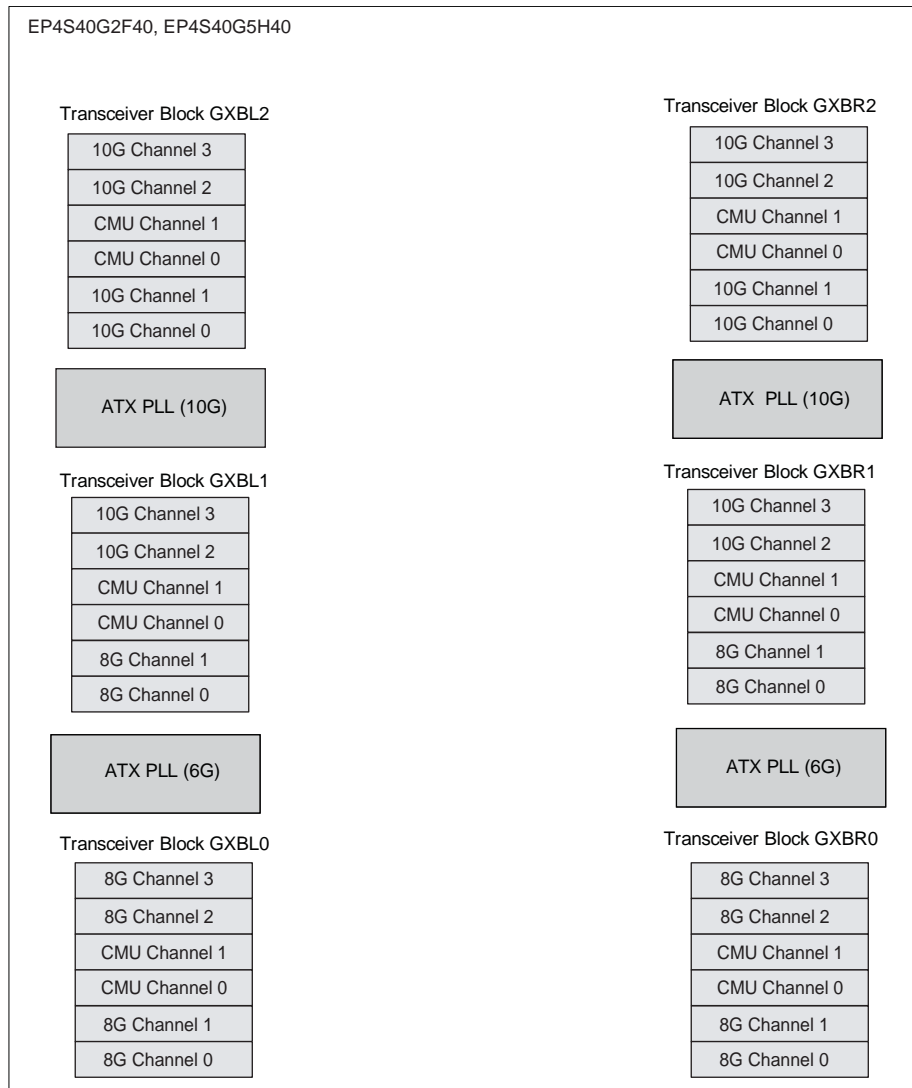 EP4S40G2F40, EP4S40G5H40
Transceiver Block GXBL2
10G Channel 3
10G Channel 2
CMU Channel 1
CMU Channel 0
10G Channel 1
10G Channel 0
ATX PLL (10G)
Transceiver Block GXBL1
10G Channel 3
10G Channel 2
CMU Channel 1
CMU Channel 0
8G Channel 1
8G Channel 0
ATX PLL (6G)
Transceiver Block GXBL0
8G Channel 3
8G Channel 2
CMU Channel 1
CMU Channel 0
8G Channel 1
8G Channel 0
Transceiver Block GXBR2
10G Channel 3
10G Channel 2
CMU Channel 1
CMU Channel 0
10G Channel 1
10G Channel 0
ATX PLL (10G)
Transceiver Block GXBR1
10G Channel 3
10G Channel 2
CMU Channel 1
CMU Channel 0
8G Channel 1
8G Channel 0
ATX PLL (6G)
Transceiver Block GXBR0
8G Channel 3
8G Channel 2
CMU Channel 1
CMU Channel 0
8G Channel 1
8G Channel 0